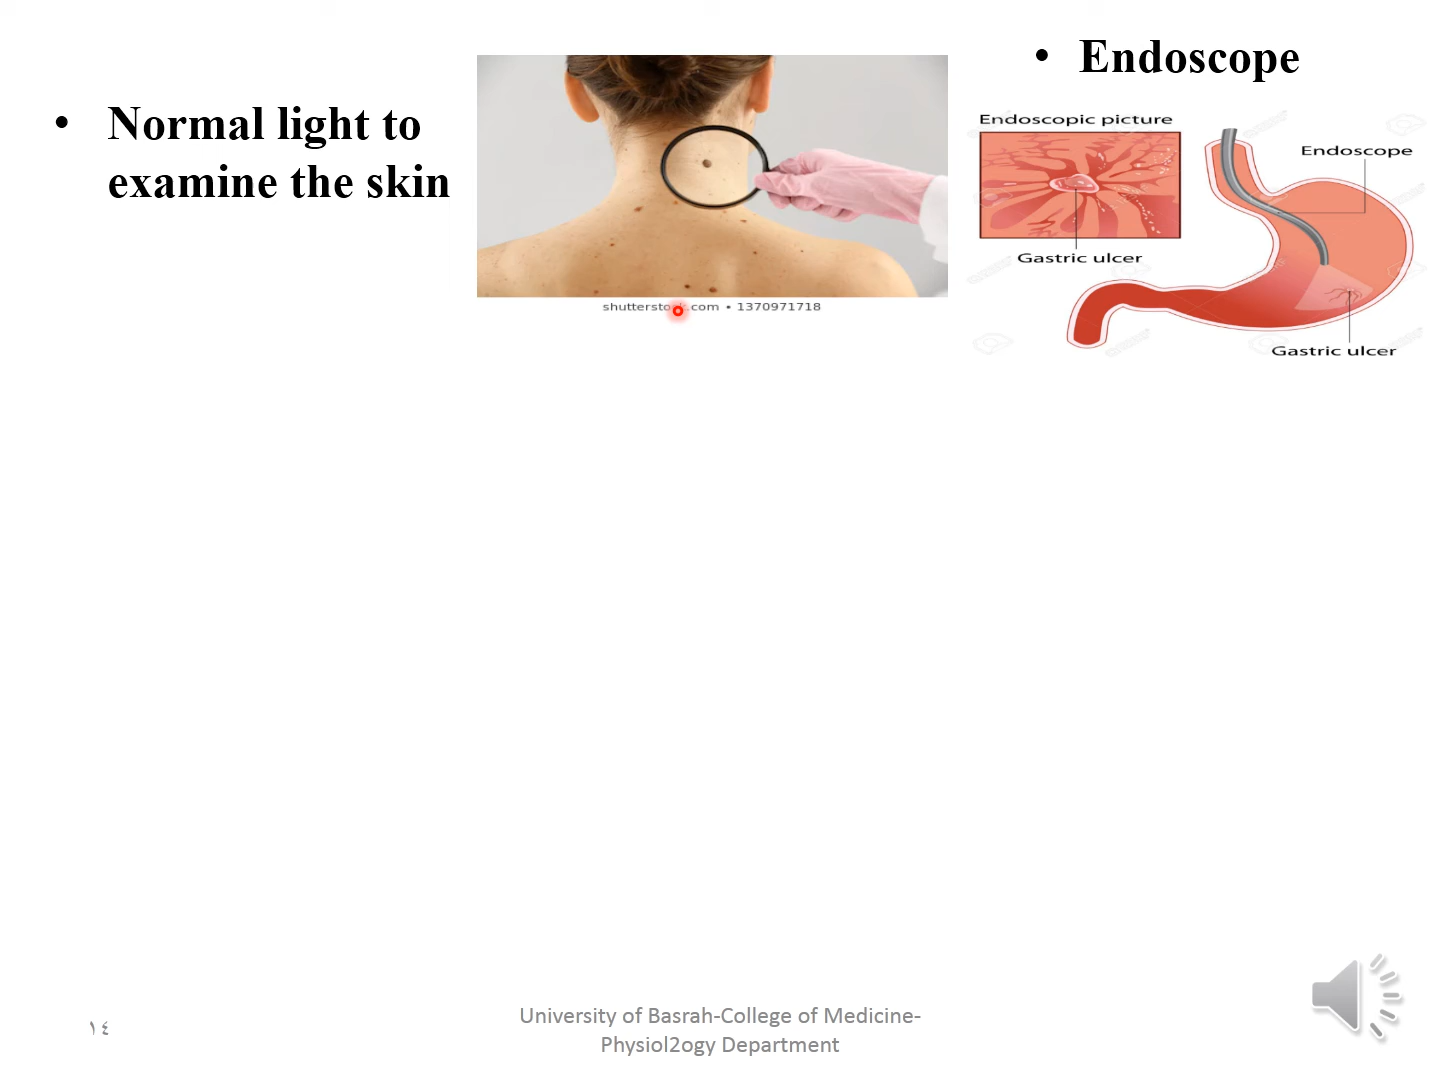 • Normal light to
examine the skin
shutterstock.com • 1370971718
• Endoscope
Endoscopic picture
Endoscope
Gastric ulcer
Gastric ulcer
University of Basrah-College of Medicine-
Physiol2ogy Department
١٤